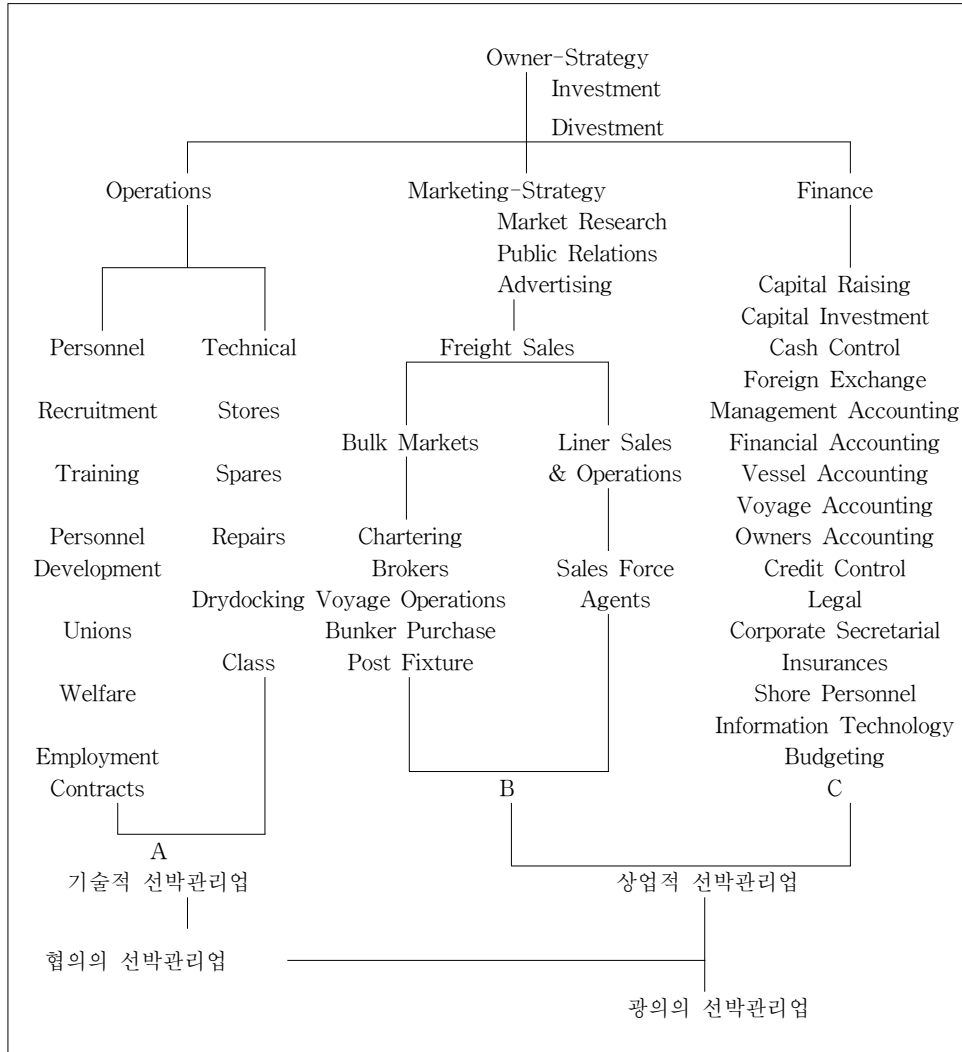 Owner-Strategy
Investment
Divestment
Operations
Marketing-Strategy
Finance
Market Research
Public Relations
Advertising
Personnel
Recruitment
Training
Personnel
Development
Unions
Welfare
Employment
Contracts
Technical
Stores
Spares
Repairs
Drydocking
Class
A
기술적 선박관리업
협의의 선박관리업
Freight Sales
Bulk Markets
Chartering
Brokers
Voyage Operations
Bunker Purchase
Post Fixture
Liner Sales
& Operations
Sales Force
Agents
B
Capital Raising
Capital Investment
Cash Control
Foreign Exchange
Management Accounting
Financial Accounting
Vessel Accounting
Voyage Accounting
Owners Accounting
Credit Control
Legal
Corporate Secretarial
Insurances
Shore Personnel
Information Technology
Budgeting
C
상업적 선박관리업
광의의 선박관리업